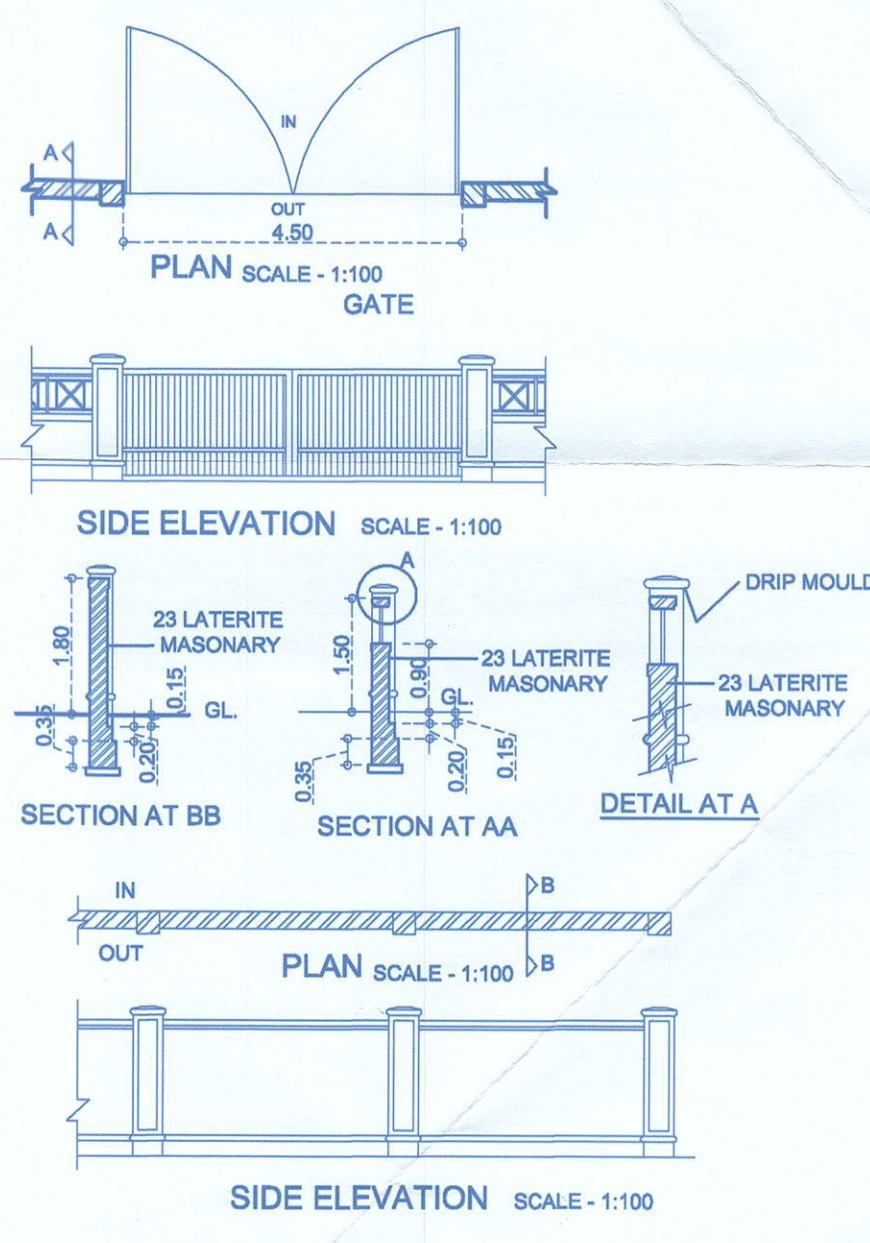 IN
A
A
OUT
4.50
PLAN SCALE - 1:100
GATE
SIDE ELEVATION SCALE - 1:100
1.80
23 LATERITE
MASONARY
0.15
GL.
0.35
0.20
SECTION AT BB
A
1.50
0.90
23 LATERITE
MASONARY
GL.
0.35
0.20
0.15
SECTION AT AA
DRIP MOULD
23 LATERITE
MASONARY
DETAIL AT A
IN
OUT
B
B
PLAN SCALE - 1:100
SIDE ELEVATION SCALE - 1:100